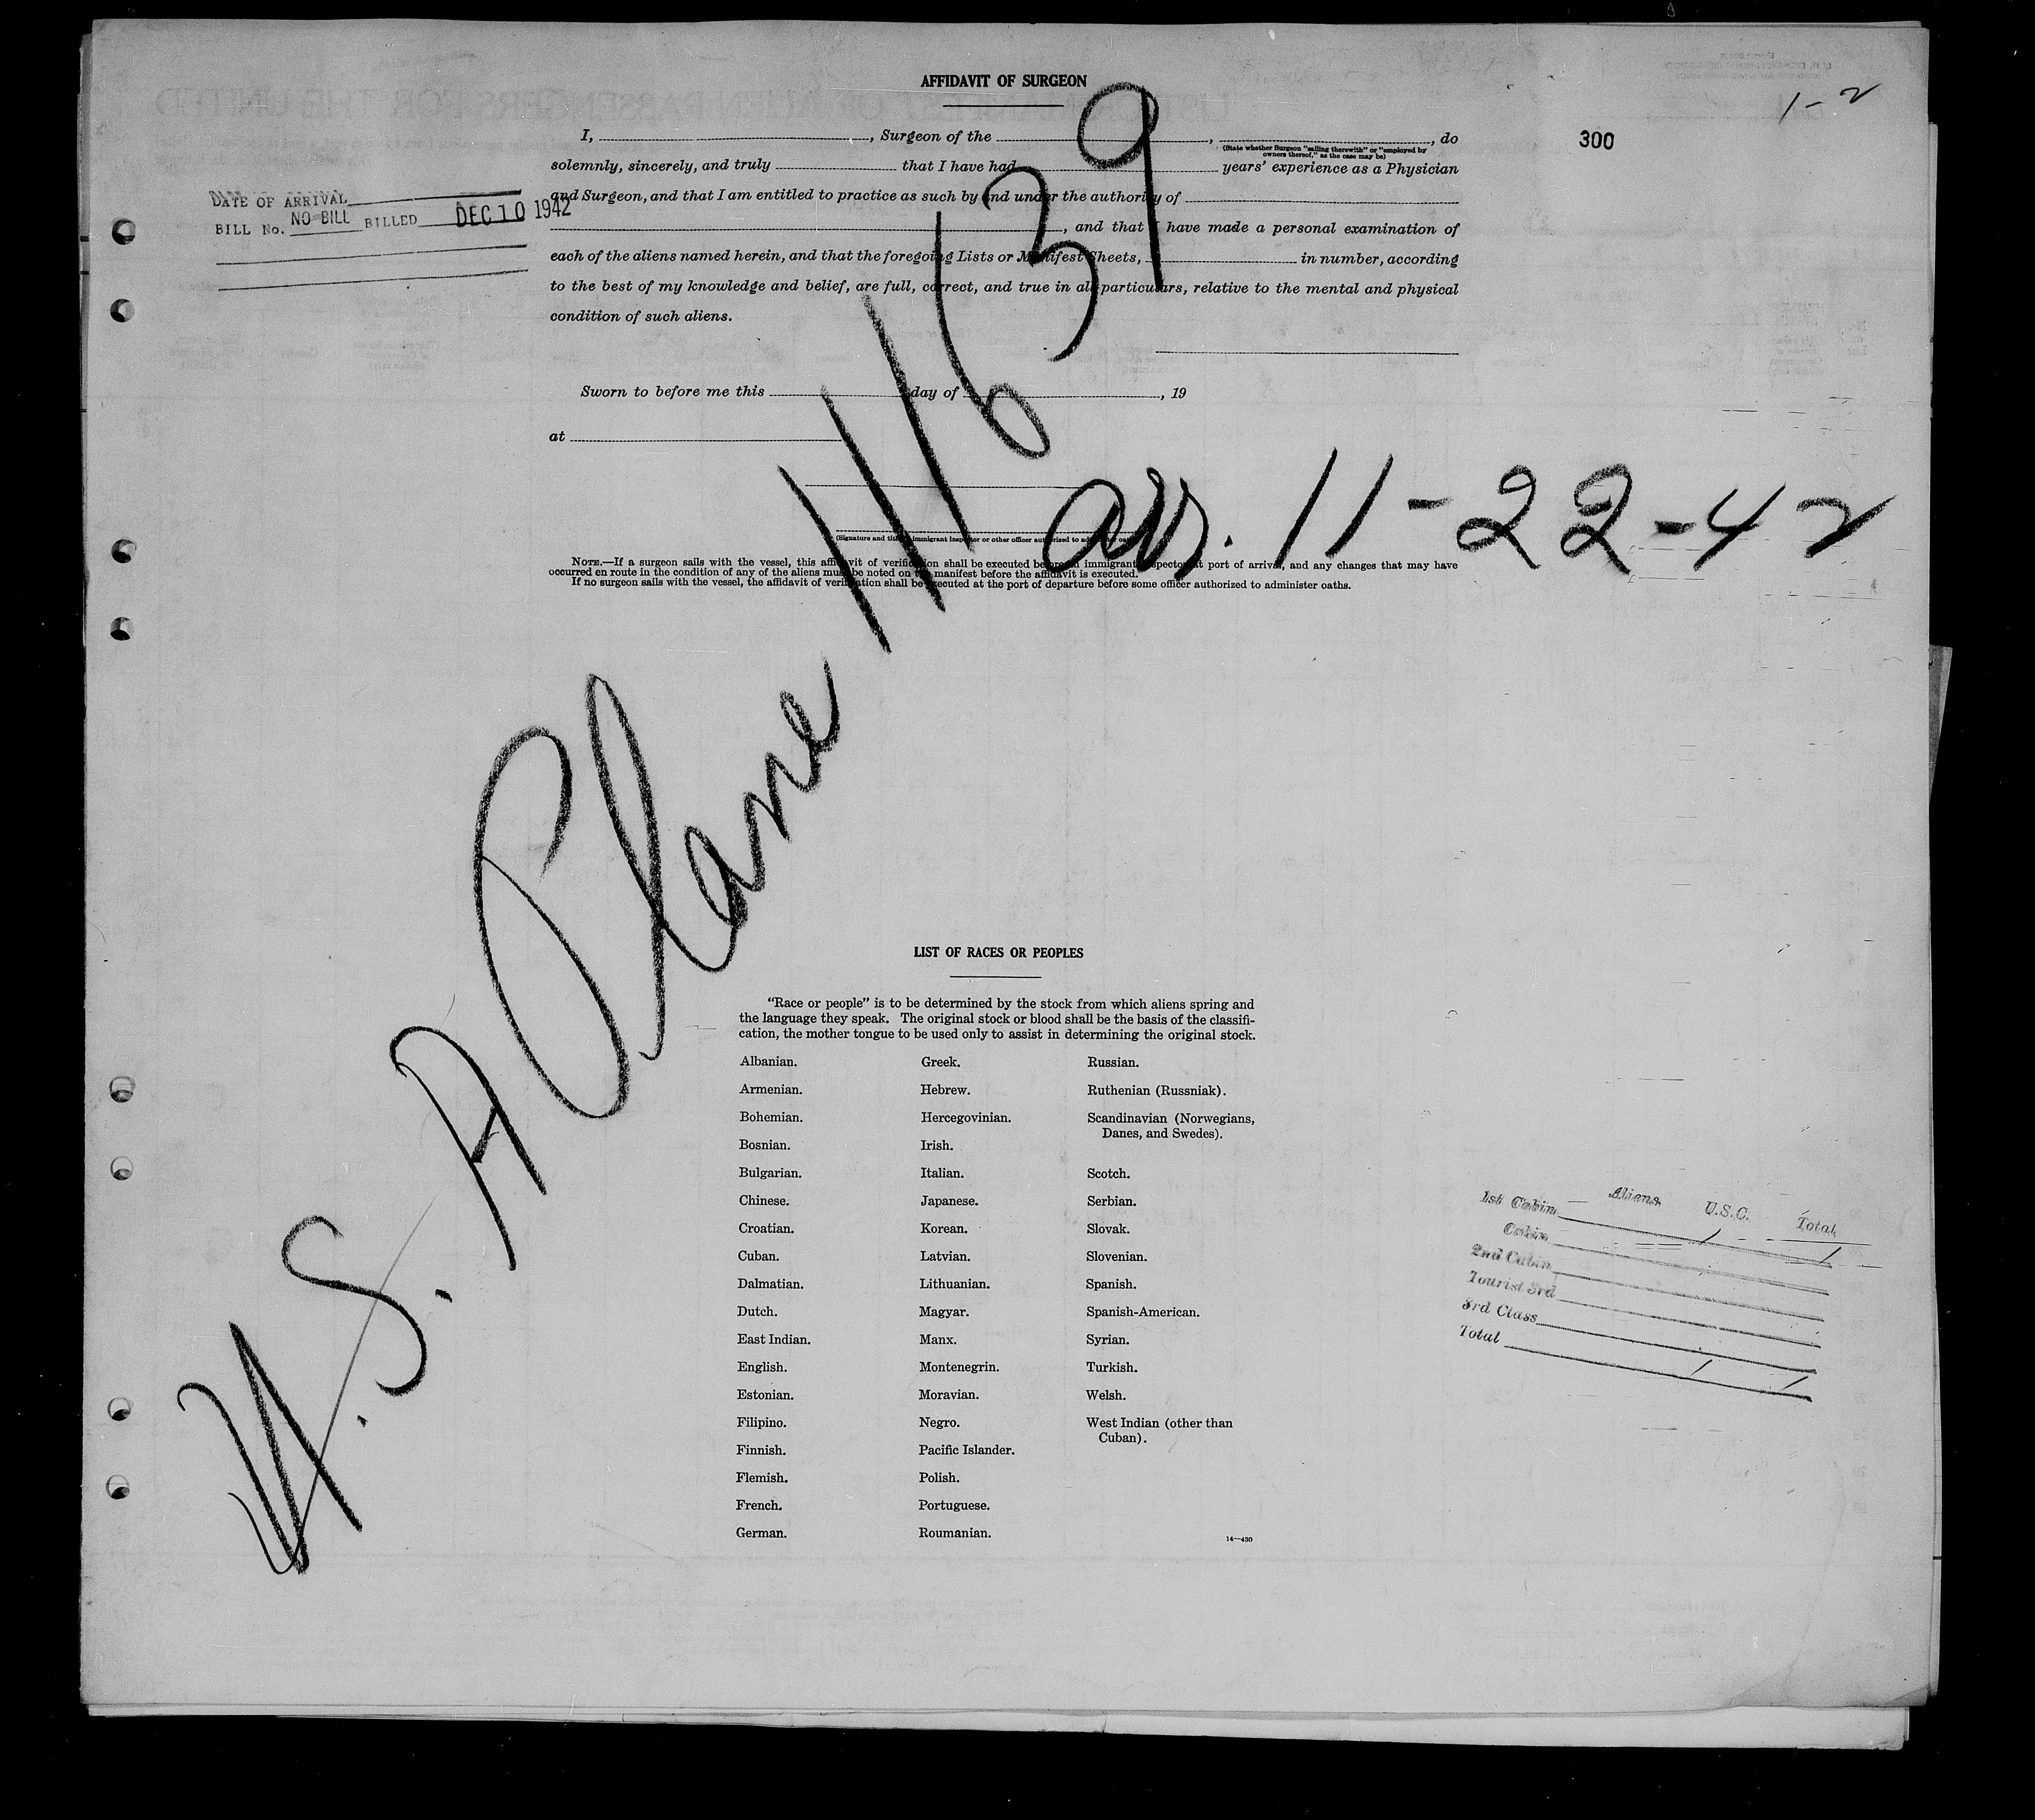 AFFIDAVIT OF SURGEON
1-2
300
I, , Surgeon of the , , do
(State whether Surgeon "sailing therewith" or "employed by
owners thereof," as the case may be)
solemnly, sincerely, and truly that I have had years' experience as a Physician
and Surgeon, and that I am entitled to practice as such by and under the authority of
, and that I have made a personal examination of
each of the aliens named herein, and that the foregoing Lists or Manifest Sheets, in number, according
to the best of my knowledge and belief, are full, correct, and true in all particulars, relative to the mental and physical
condition of such aliens.
DATE OF ARRIVAL
BILL No. NO BILL BILLED DEC 10 1942
Sworn to before me this day of , 19
at
U.S. A Plane 11639
arr. 11-22-42
(Signature and title immigrant inspector or other officer authorized to
NOTE.—If a surgeon sails with the vessel, this affidavit of verification shall be executed before immigrant inspector at port of arrival, and any changes that may have
occurred en route in the condition of any of the aliens must be noted on the manifest before the affidavit is executed.
If no surgeon sails with the vessel, the affidavit of verification shall be executed at the port of departure before some officer authorized to administer oaths.
LIST OF RACES OR PEOPLES
"Race or people" is to be determined by the stock from which aliens spring and
the language they speak. The original stock or blood shall be the basis of the classifi-
cation, the mother tongue to be used only to assist in determining the original stock.
Albanian. Greek. Russian.
Armenian. Hebrew. Ruthenian (Russniak).
Bohemian. Hercegovinian. Scandinavian (Norwegians,
Danes, and Swedes).
Bosnian. Irish.
Bulgarian. Italian. Scotch.
Chinese. Japanese. Serbian.
Croatian. Korean. Slovak.
Cuban. Latvian. Slovenian.
Dalmatian. Lithuanian. Spanish.
Dutch. Magyar. Spanish-American.
East Indian. Manx. Syrian.
English. Montenegrin. Turkish.
Estonian. Moravian. Welsh.
Filipino. Negro. West Indian (other than
Cuban).
Finnish. Pacific Islander.
Flemish. Polish.
French. Portuguese.
German. Roumanian.
14—430
Aliens U.S.C. Total
1st Cabin 1 1
Cabin
2nd Cabin
Tourist 3rd
3rd Class
Total 1 1